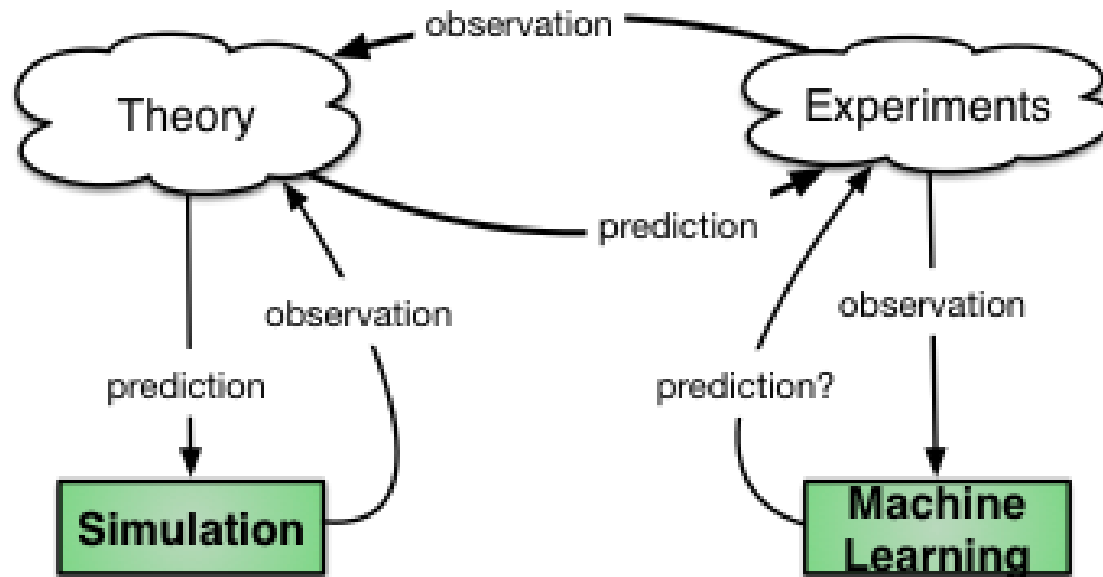 observation
Theory
Experiments
prediction
observation
observation
prediction
prediction?
Simulation
Machine
Learning